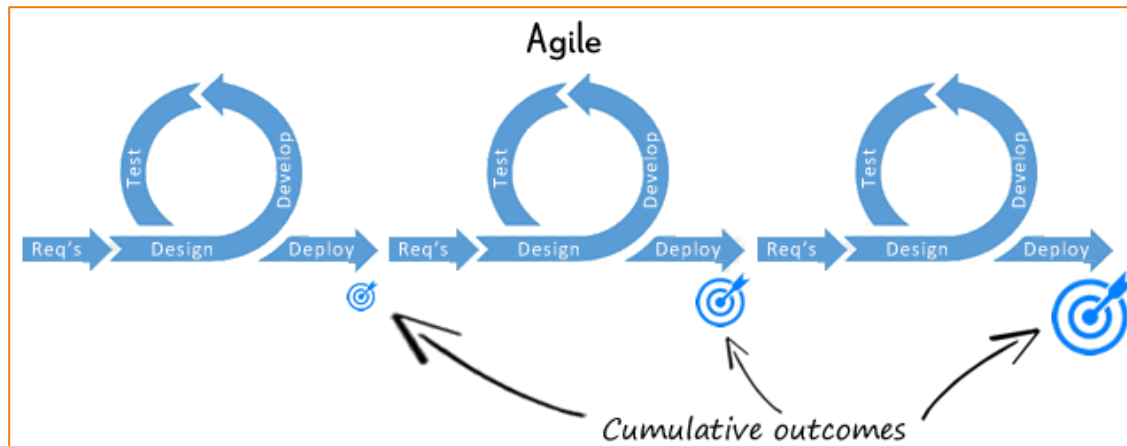 Agile
Test
Develop
Req's
Design
Deploy
Test
Develop
Req's
Design
Deploy
Test
Develop
Req's
Design
Deploy
Cumulative outcomes